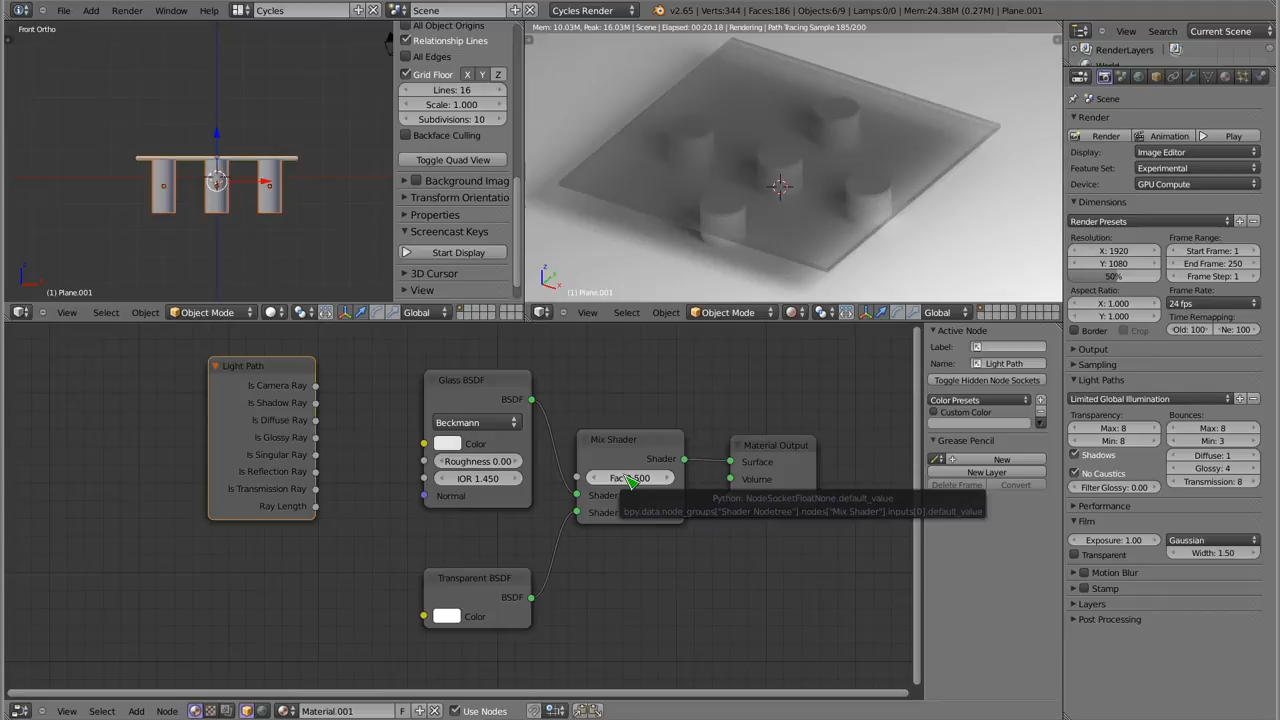 File Add Render Window Help Cycles Scene Cycles Render v2.65 | Verts:344 | Faces:186 | Objects:6/9 | Lamps:0/0 | Mem:24.38M (0.27M) | Plane.001
Front Ortho
All Object Origins
Relationship Lines
All Edges
Grid Floor X Y Z
Lines: 16
Scale: 1.000
Subdivisions: 10
Backface Culling
Toggle Quad View
Background Imag
Transform Orientatio
Properties
Screencast Keys
Start Display
3D Cursor
View
(1) Plane.001
View Select Object Object Mode Global
Mem: 10.03M, Peak: 16.03M | Scene | Elapsed: 00:20.18 | Rendering | Path Tracing Sample 185/200
(1) Plane.001
View Select Object Object Mode Global
View Search Current Scene
RenderLayers
Scene
Render
Render Animation Play
Display: Image Editor
Feature Set: Experimental
Device: GPU Compute
Dimensions
Render Presets
Resolution: Frame Range:
X: 1920 Start Frame: 1
Y: 1080 End Frame: 250
50% Frame Step: 1
Aspect Ratio: Frame Rate:
X: 1.000 24 fps
Y: 1.000 Time Remapping:
Border Crop Old: 100 Ne: 100
Output
Sampling
Light Paths
Limited Global Illumination
Transparency: Bounces:
Max: 8 Max: 8
Min: 8 Min: 3
Shadows Diffuse: 1
Glossy: 4
No Caustics Transmission: 8
Filter Glossy: 0.00
Performance
Film
Exposure: 1.00 Gaussian
Transparent Width: 1.50
Motion Blur
Stamp
Layers
Post Processing
Light Path
Is Camera Ray
Is Shadow Ray
Is Diffuse Ray
Is Glossy Ray
Is Singular Ray
Is Reflection Ray
Is Transmission Ray
Ray Length
Glass BSDF
BSDF
Beckmann
Color
Roughness 0.00
IOR 1.450
Normal
Transparent BSDF
BSDF
Color
Mix Shader
Shader
Shader
Shader
Material Output
Surface
Volume
Python: NodeSocketFloatNone.default_value
bpy.data.node_groups["Shader Nodetree"].nodes["Mix Shader"].inputs[0].default_value
Active Node
Label:
Name: Light Path
Toggle Hidden Node Sockets
Color Presets
Custom Color
Grease Pencil
New
New Layer
Delete Frame Convert
View Select Add Node Material.001 F Use Nodes